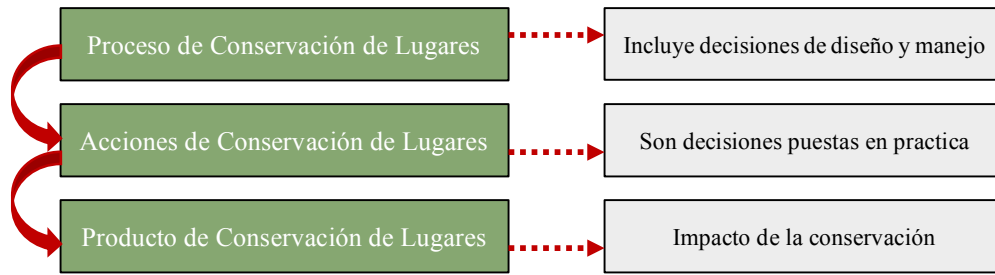 Proceso de Conservación de Lugares
Incluye decisiones de diseño y manejo
Acciones de Conservación de Lugares
Son decisiones puestas en practica
Producto de Conservación de Lugares
Impacto de la conservación